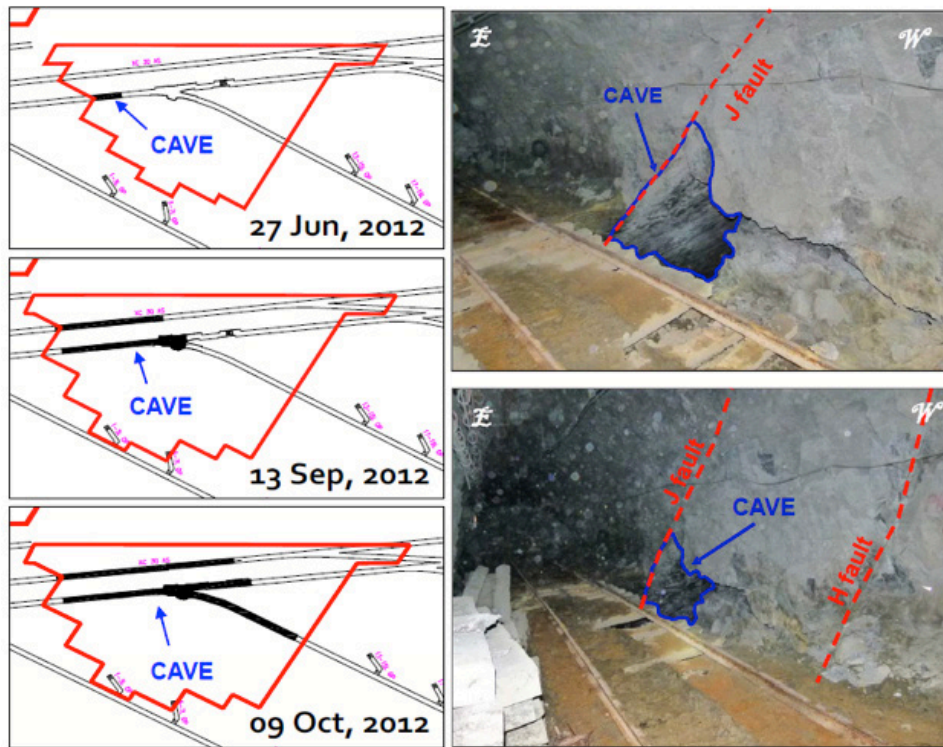 CAVE
27 Jun, 2012
CAVE
13 Sep, 2012
CAVE
09 Oct, 2012
E
W
CAVE
J fault
E
W
J fault
CAVE
H fault